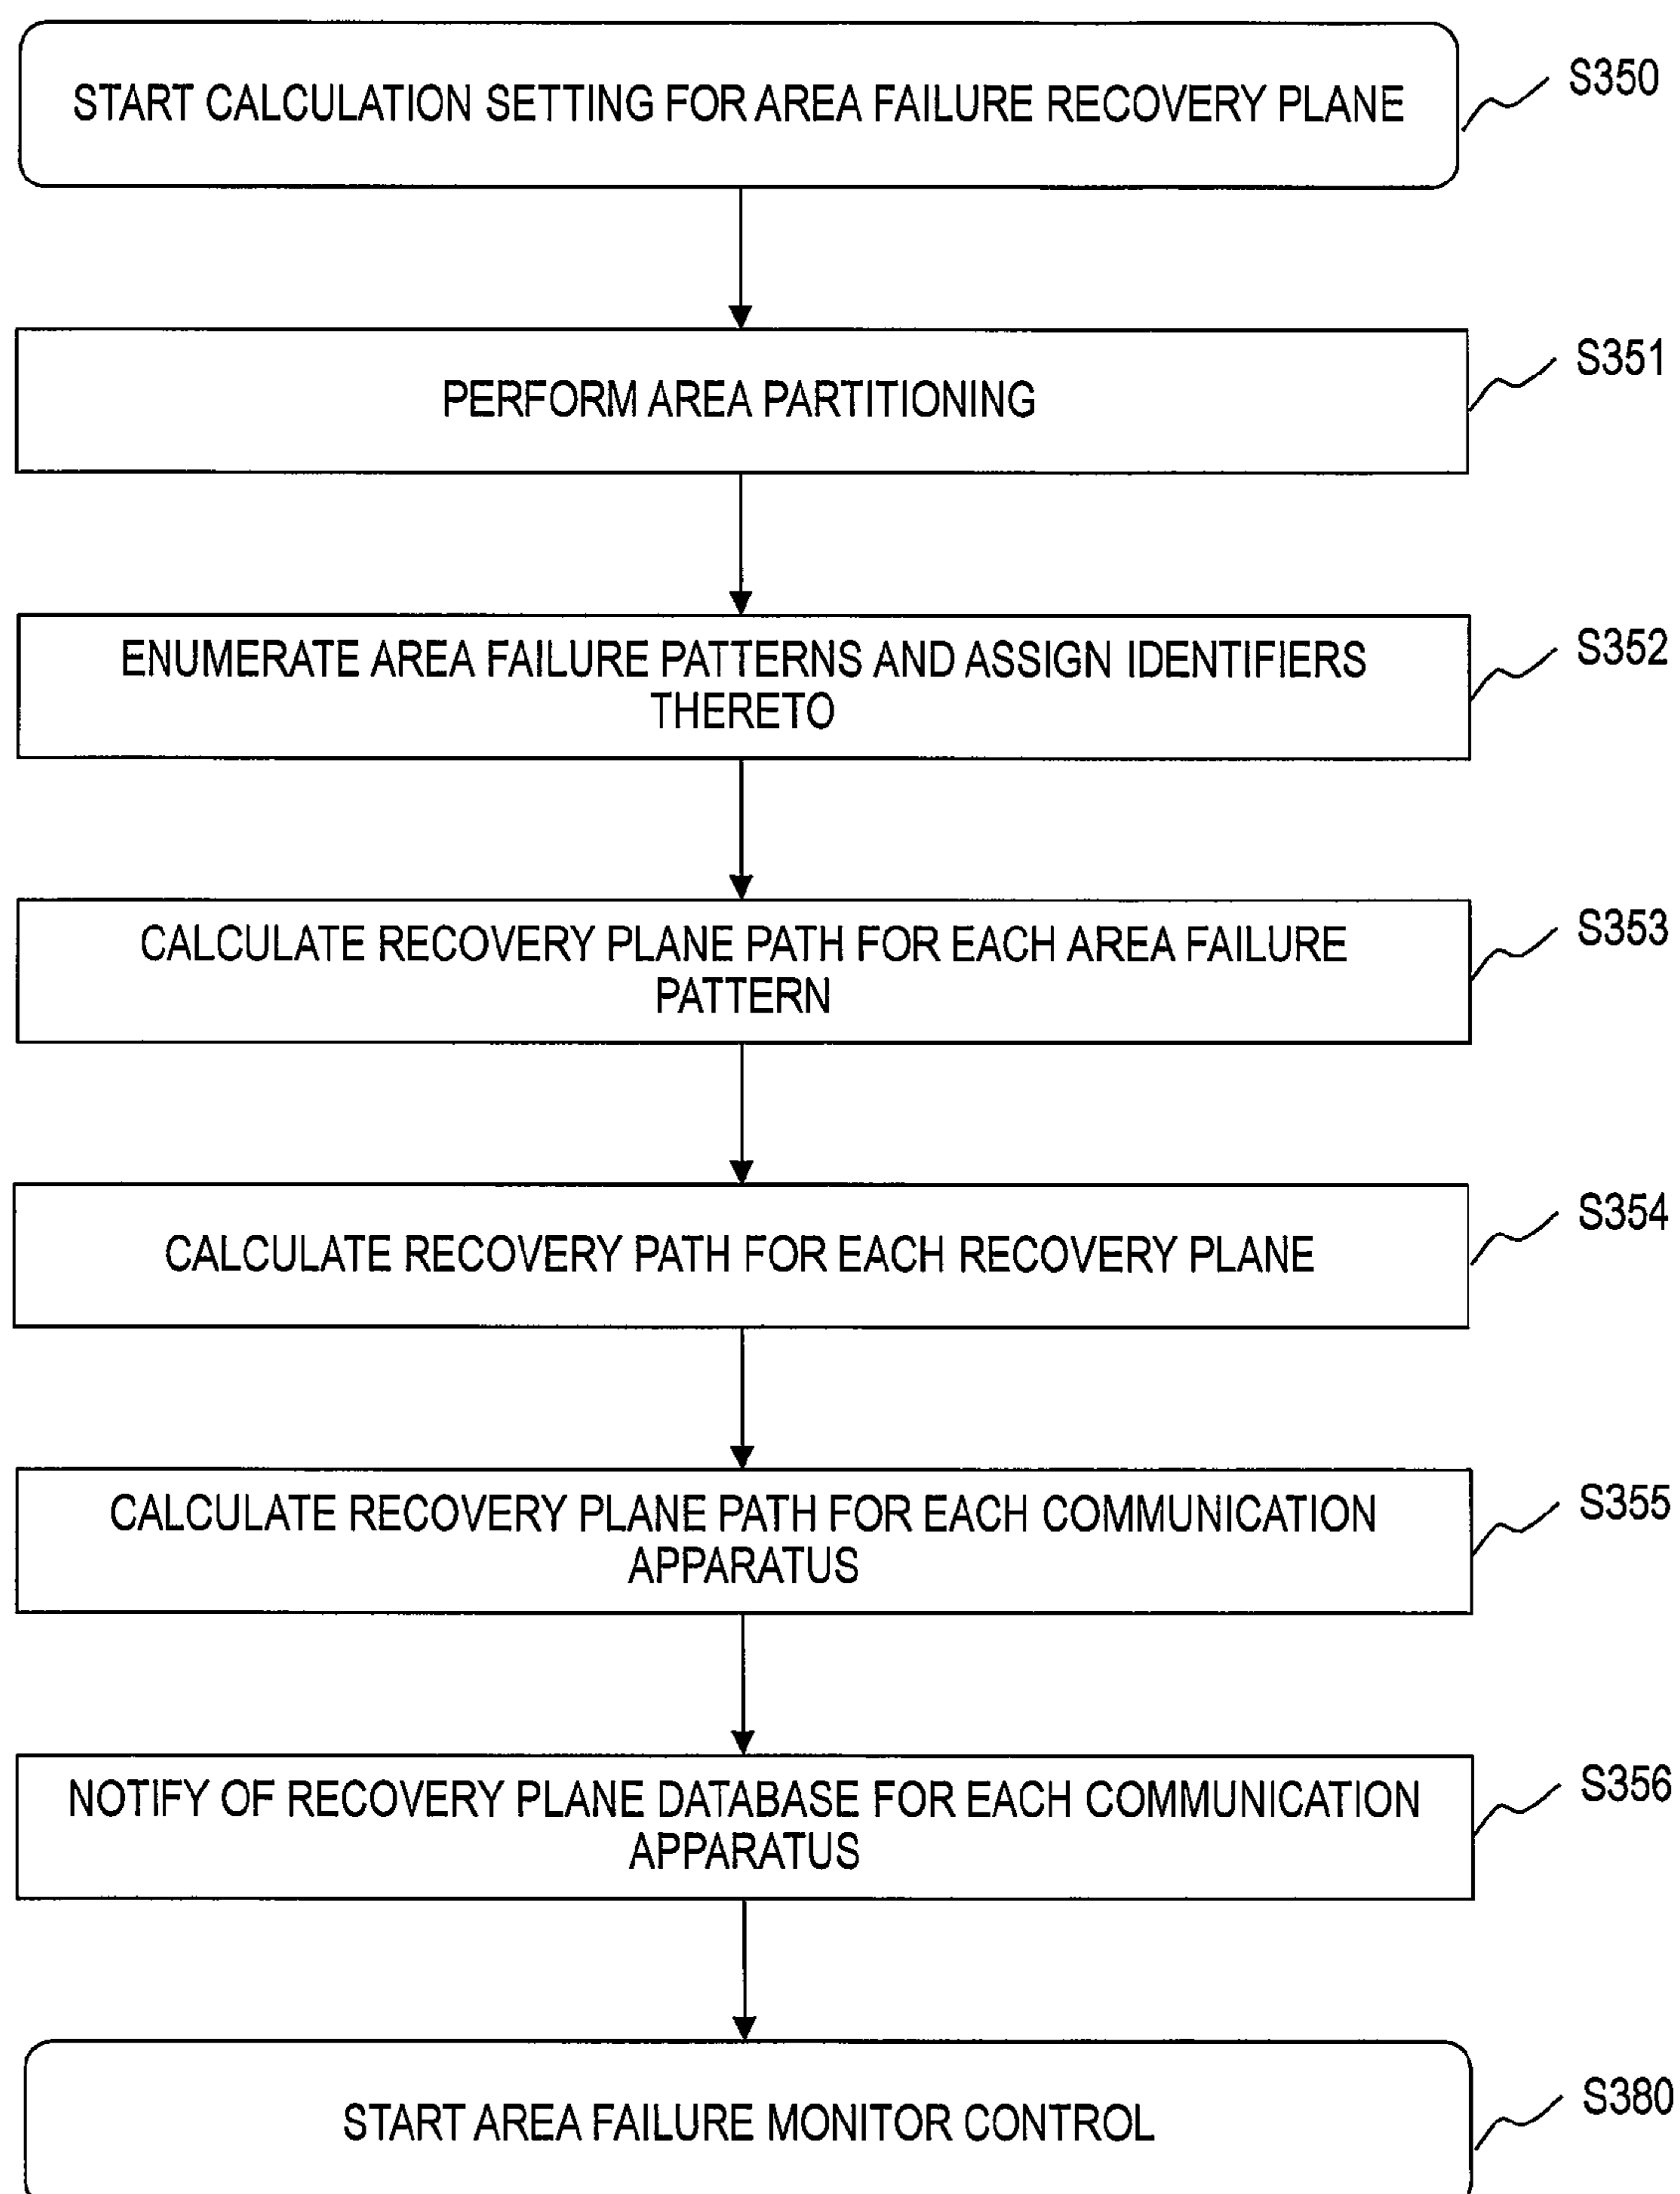 START CALCULATION SETTING FOR AREA FAILURE RECOVERY PLANE
S350
PERFORM AREA PARTITIONING
S351
ENUMERATE AREA FAILURE PATTERNS AND ASSIGN IDENTIFIERS
THERETO
S352
CALCULATE RECOVERY PLANE PATH FOR EACH AREA FAILURE
PATTERN
S353
CALCULATE RECOVERY PATH FOR EACH RECOVERY PLANE
S354
CALCULATE RECOVERY PLANE PATH FOR EACH COMMUNICATION
APPARATUS
S355
NOTIFY OF RECOVERY PLANE DATABASE FOR EACH COMMUNICATION
APPARATUS
S356
START AREA FAILURE MONITOR CONTROL
S380